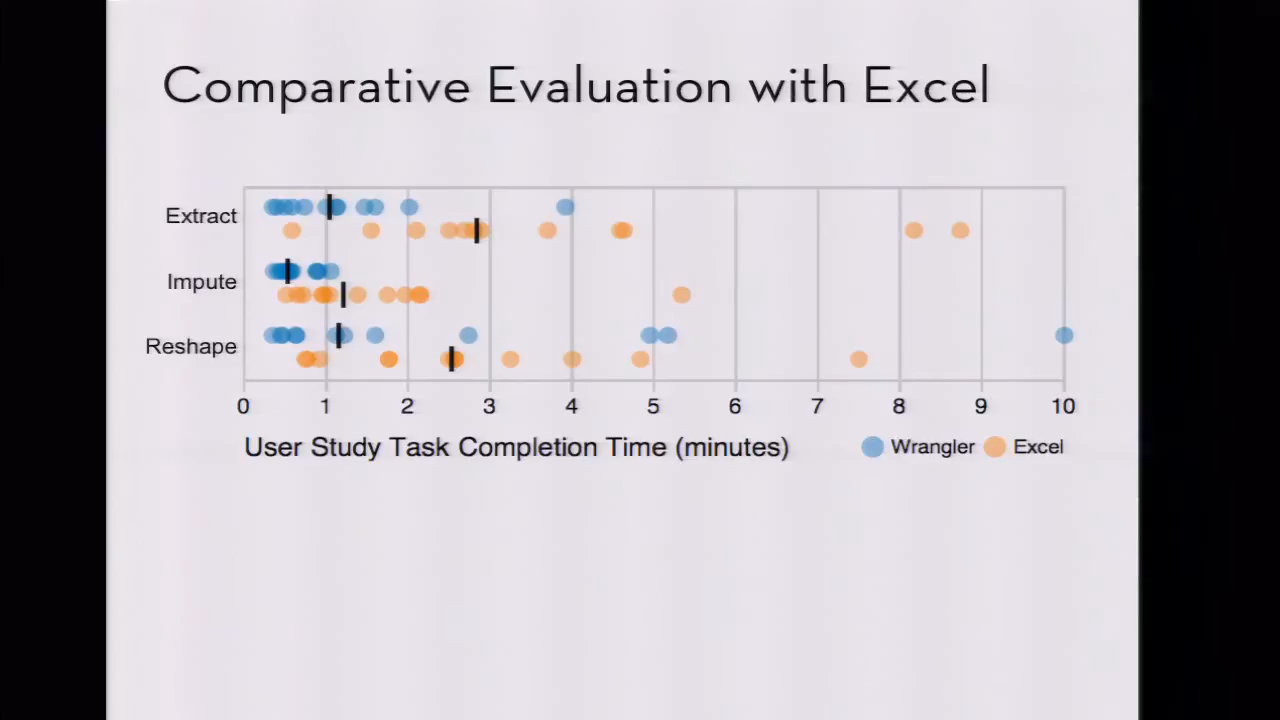 Comparative Evaluation with Excel
Extract
Impute
Reshape
0 1 2 3 4 5 6 7 8 9 10
User Study Task Completion Time (minutes)
Wrangler Excel